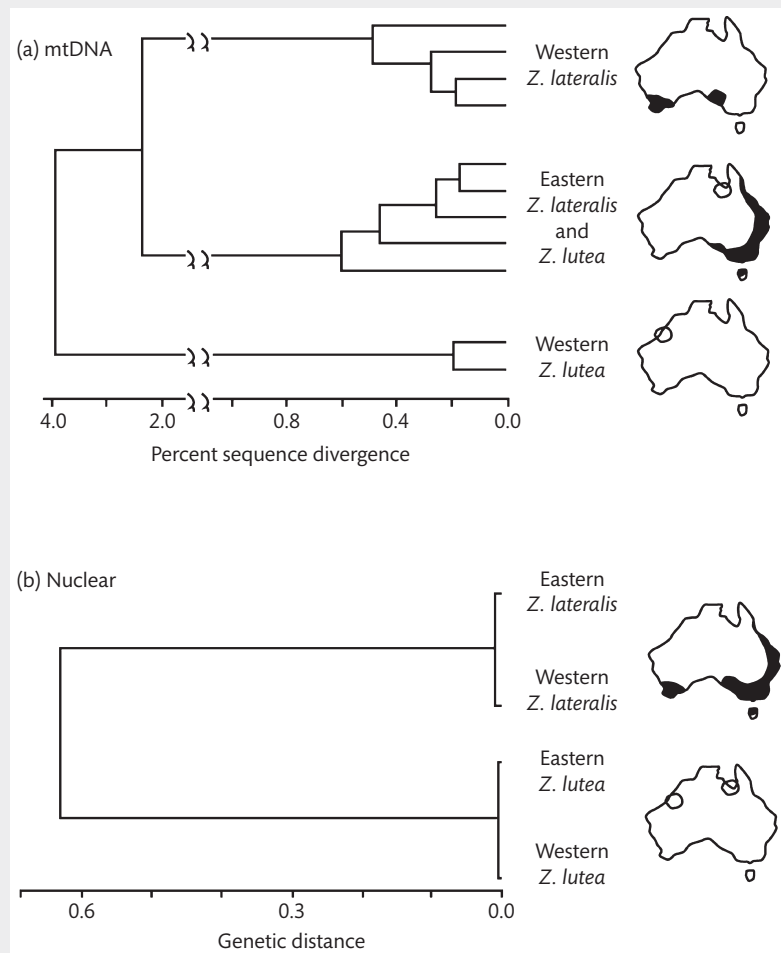 (a) mtDNA
Western
Z. lateralis
Eastern
Z. lateralis
and
Z. lutea
Western
Z. lutea
4.0 2.0 0.8 0.4 0.0
Percent sequence divergence
(b) Nuclear
Eastern
Z. lateralis
Western
Z. lateralis
Eastern
Z. lutea
Western
Z. lutea
0.6 0.3 0.0
Genetic distance